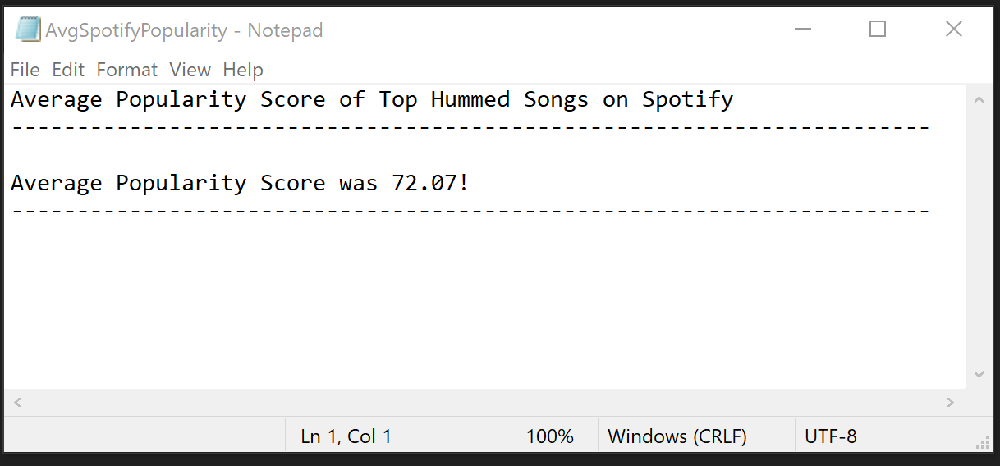 AvgSpotifyPopularity - Notepad
File Edit Format View Help
Average Popularity Score of Top Hummed Songs on Spotify
----------------------------------------------------------------------
Average Popularity Score was 72.07!
----------------------------------------------------------------------
Ln 1, Col 1 100% Windows (CRLF) UTF-8